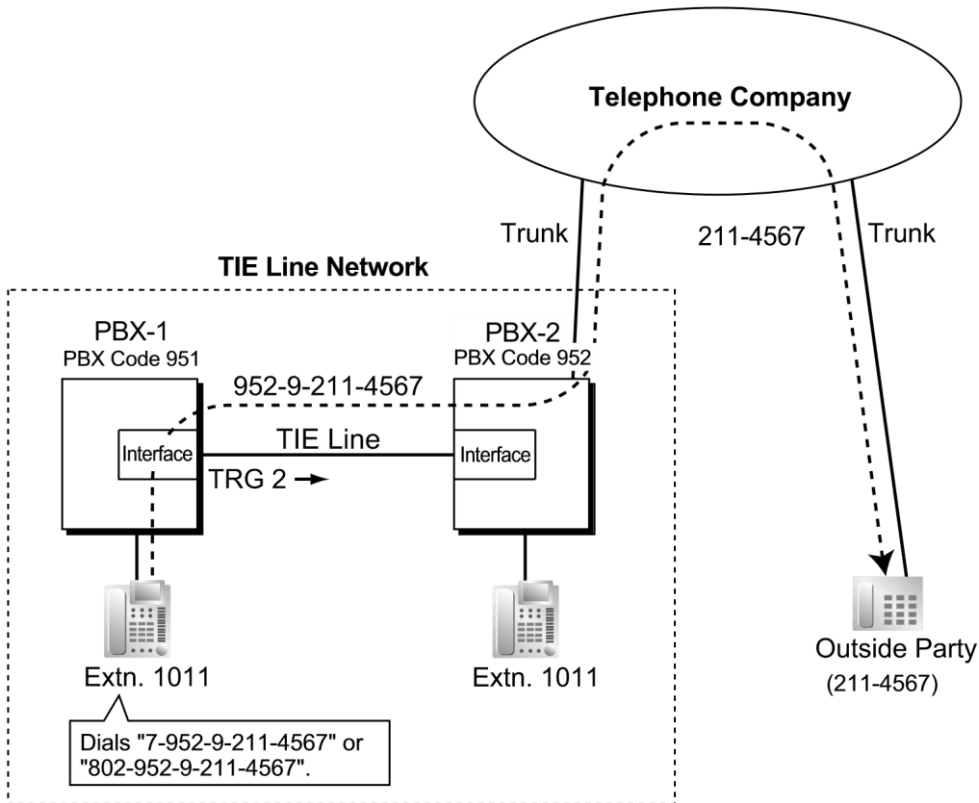 Telephone Company
Trunk
211-4567
Trunk
TIE Line Network
PBX-1
PBX Code 951
PBX-2
PBX Code 952
952-9-211-4567
Interface
TIE Line
Interface
TRG 2
Extn. 1011
Extn. 1011
Outside Party
(211-4567)
Dials "7-952-9-211-4567" or
"802-952-9-211-4567".